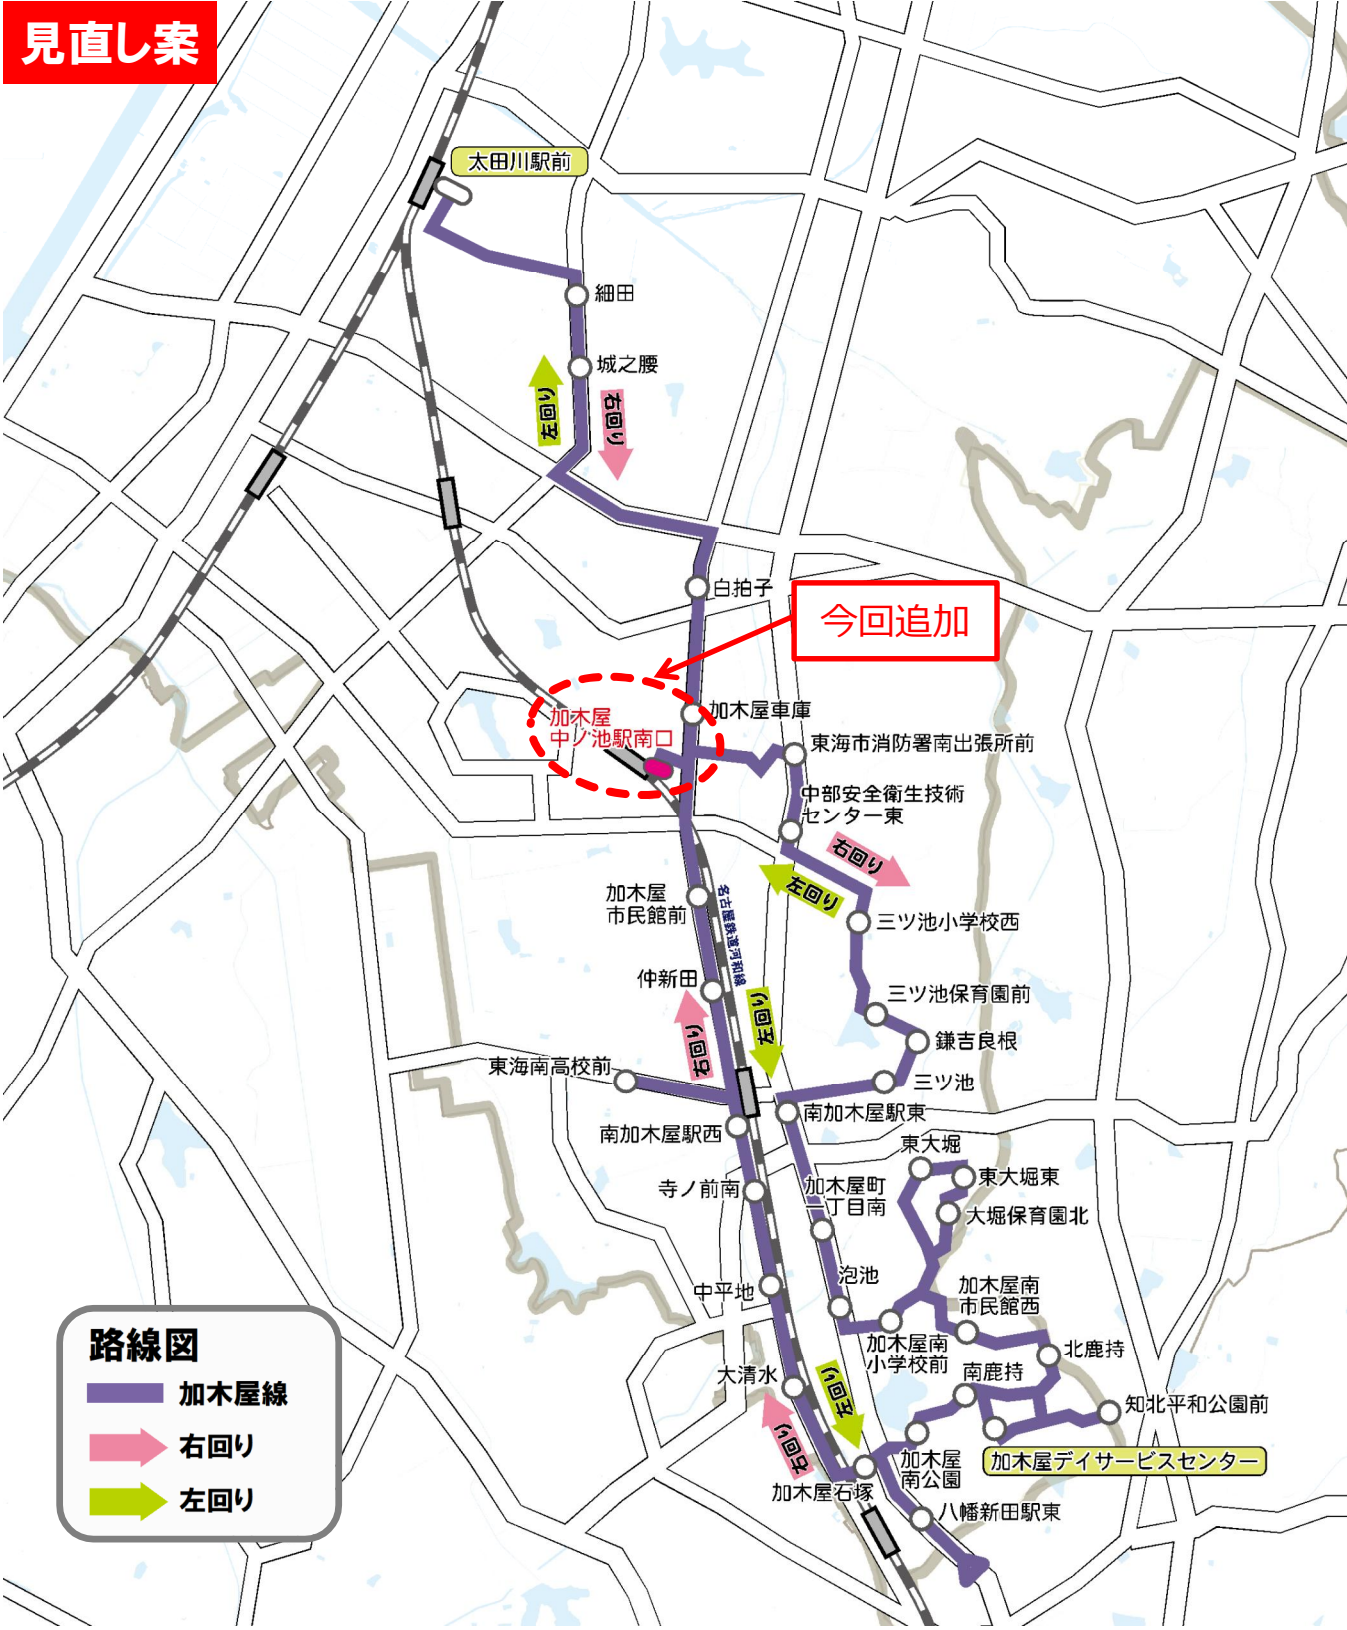 見直し案
太田川駅前
細田
城之腰
左回り
右回り
白拍子
今回追加
加木屋
中ノ池駅南口
加木屋車庫
東海市消防署南出張所前
中部安全衛生技術
センター東
右回り
左回り
加木屋
市民館前
名古屋鉄道河和線
三ツ池小学校西
仲新田
三ツ池保育園前
左回り
右回り
鎌吉良根
東海南高校前
三ツ池
南加木屋駅東
南加木屋駅西
東大堀
東大堀東
寺ノ前南
加木屋町
一丁目南
大堀保育園北
泡池
中平地
加木屋南
市民館西
加木屋南
小学校前
北鹿持
大清水
左回り
南鹿持
知北平和公園前
右回り
加木屋
南公園
加木屋デイサービスセンター
加木屋石塚
八幡新田駅東
路線図
加木屋線
右回り
左回り